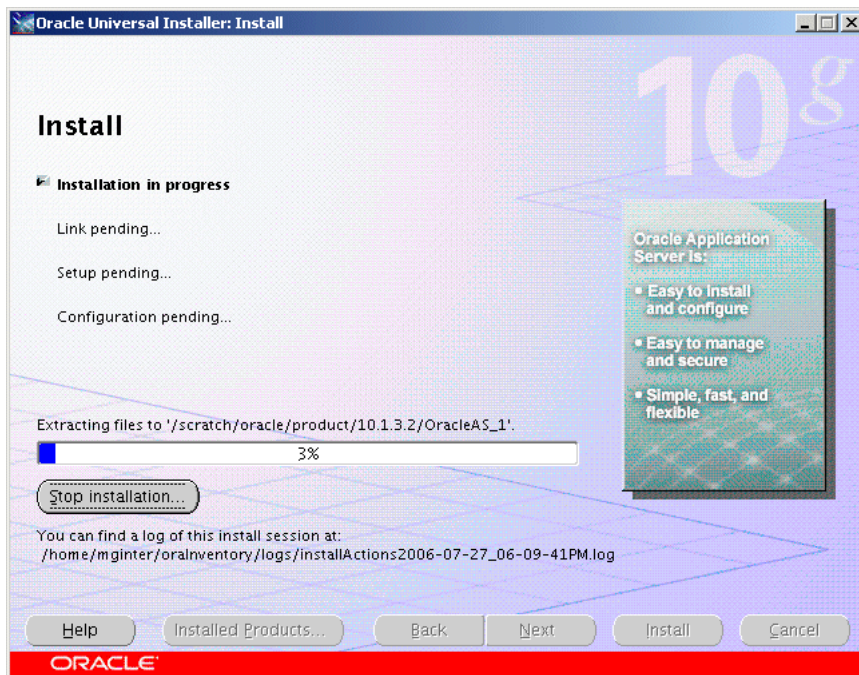 Oracle Universal Installer: Install
10g
Install
Installation in progress
Link pending...
Setup pending...
Configuration pending...
Oracle Application
Server is:
• Easy to install
and configure
• Easy to manage
and secure
• Simple, fast, and
flexible
Extracting files to '/scratch/oracle/product/10.1.3.2/OracleAS_1'.
3%
Stop installation...
You can find a log of this install session at:
/home/mginter/oraInventory/logs/installActions2006-07-27_06-09-41PM.log
Help Installed Products... Back Next Install Cancel
ORACLE